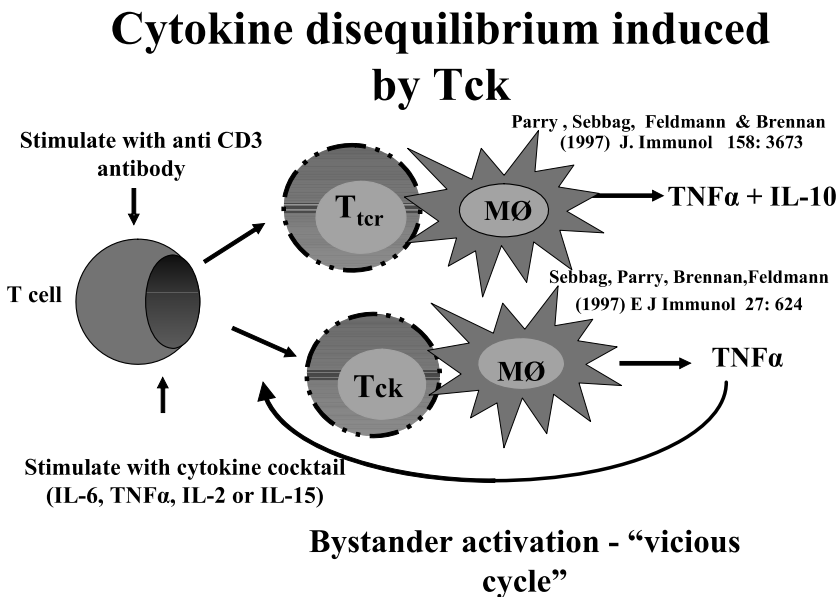 Cytokine disequilibrium induced
by Tck
Parry , Sebbag, Feldmann & Brennan
(1997) J. Immunol 158: 3673
Stimulate with anti CD3
antibody
T tcr
MØ
TNFα + IL-10
T cell
Sebbag, Parry, Brennan,Feldmann
(1997) E J Immunol 27: 624
Tck
MØ
TNFα
Stimulate with cytokine cocktail
(IL-6, TNFα, IL-2 or IL-15)
Bystander activation - “vicious
cycle”